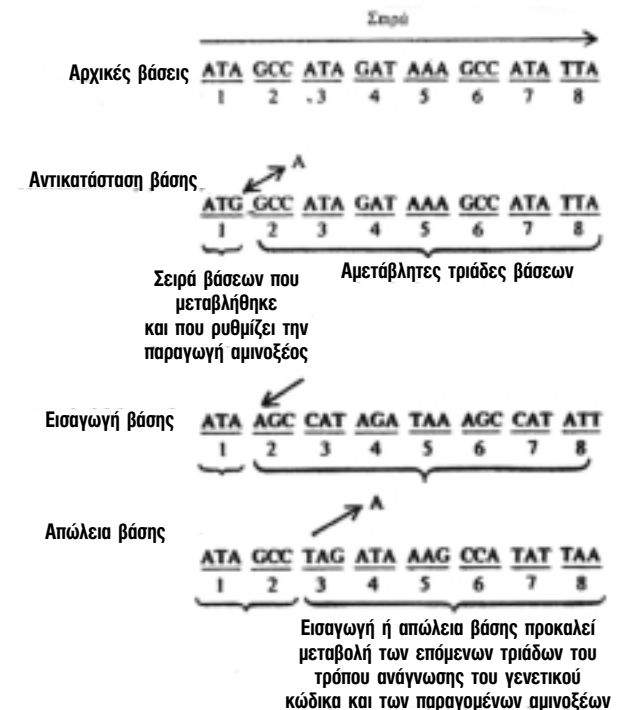 Σειρά
Αρχικές βάσεις ATA GCC ATA GAT AAA GCC ATA TTA
1 2 .3 4 5 6 7 8
A
Αντικατάσταση βάσης
ATG GCC ATA GAT AAA GCC ATA TTA
1 2 3 4 5 6 7 8
Σειρά βάσεων που
μεταβλήθηκε
και που ρυθμίζει την
παραγωγή αμινοξέος
Αμετάβλητες τριάδες βάσεων
Εισαγωγή βάσης ATA AGC CAT AGA TAA AGC CAT ATT
1 2 3 4 5 6 7 8
A
Απώλεια βάσης
ATA GCC TAG ATA AAG CCA TAT TAA
1 2 3 4 5 6 7 8
Εισαγωγή ή απώλεια βάσης προκαλεί
μεταβολή των επόμενων τριάδων του
τρόπου ανάγνωσης του γενετικού
κώδικα και των παραγομένων αμινοξέων